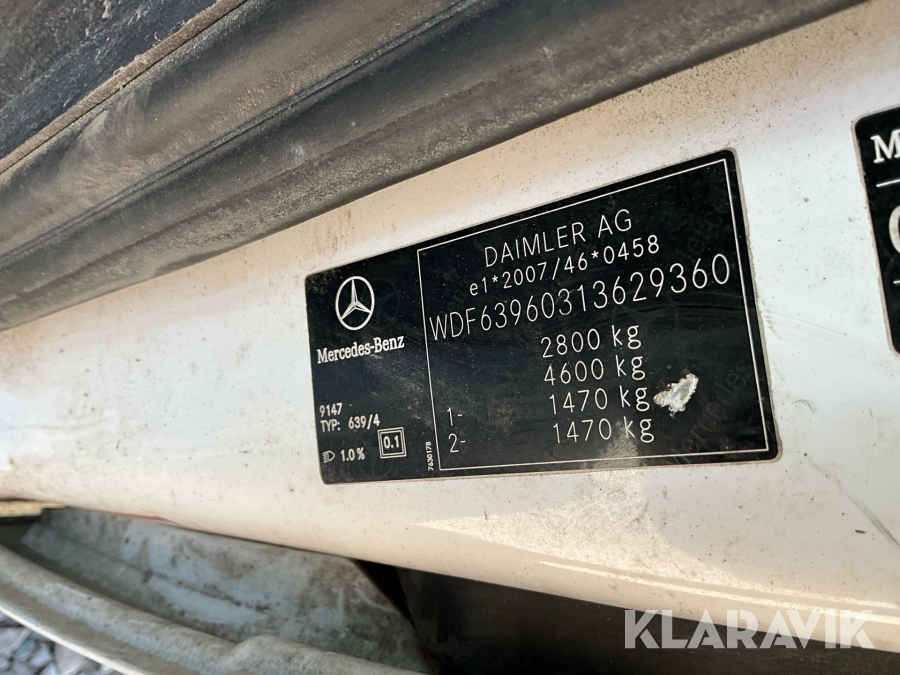 DAIMLER AG
e1*2007/46*0458
WDF63960313629360
2800 kg
4600 kg
1- 1470 kg
2- 1470 kg
Mercedes-Benz
9147
TYP: 639/4
1.0% 0.1
7630178
M
KLARAVIK